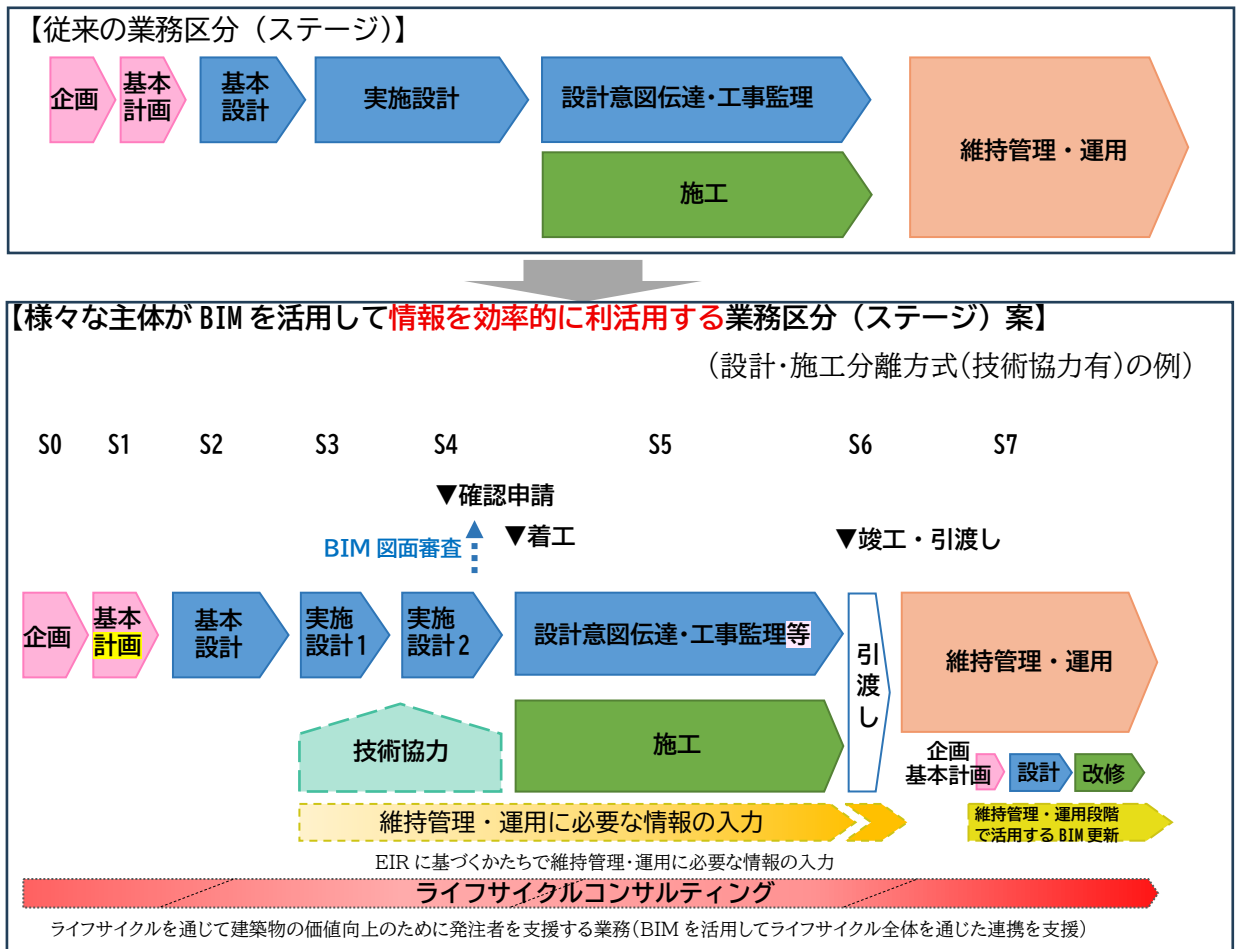 【従来の業務区分（ステージ）】
企画
基本
計画
基本
設計
実施設計
設計意図伝達・工事監理
施工
維持管理・運用
【様々な主体が BIM を活用して情報を効率的に利活用する業務区分（ステージ）案】
（設計・施工分離方式(技術協力有)の例）
S0 S1 S2 S3 S4 S5 S6 S7
▼確認申請
BIM 図面審査
▼着工
▼竣工・引渡し
企画
基本
計画
基本
設計
実施
設計1
実施
設計2
設計意図伝達・工事監理等
引
渡
し
維持管理・運用
技術協力
施工
企画
基本計画
設計
改修
維持管理・運用に必要な情報の入力
維持管理・運用段階
で活用する BIM 更新
EIR に基づくかたちで維持管理・運用に必要な情報の入力
ライフサイクルコンサルティング
ライフサイクルを通じて建築物の価値向上のために発注者を支援する業務(BIM を活用してライフサイクル全体を通じた連携を支援)